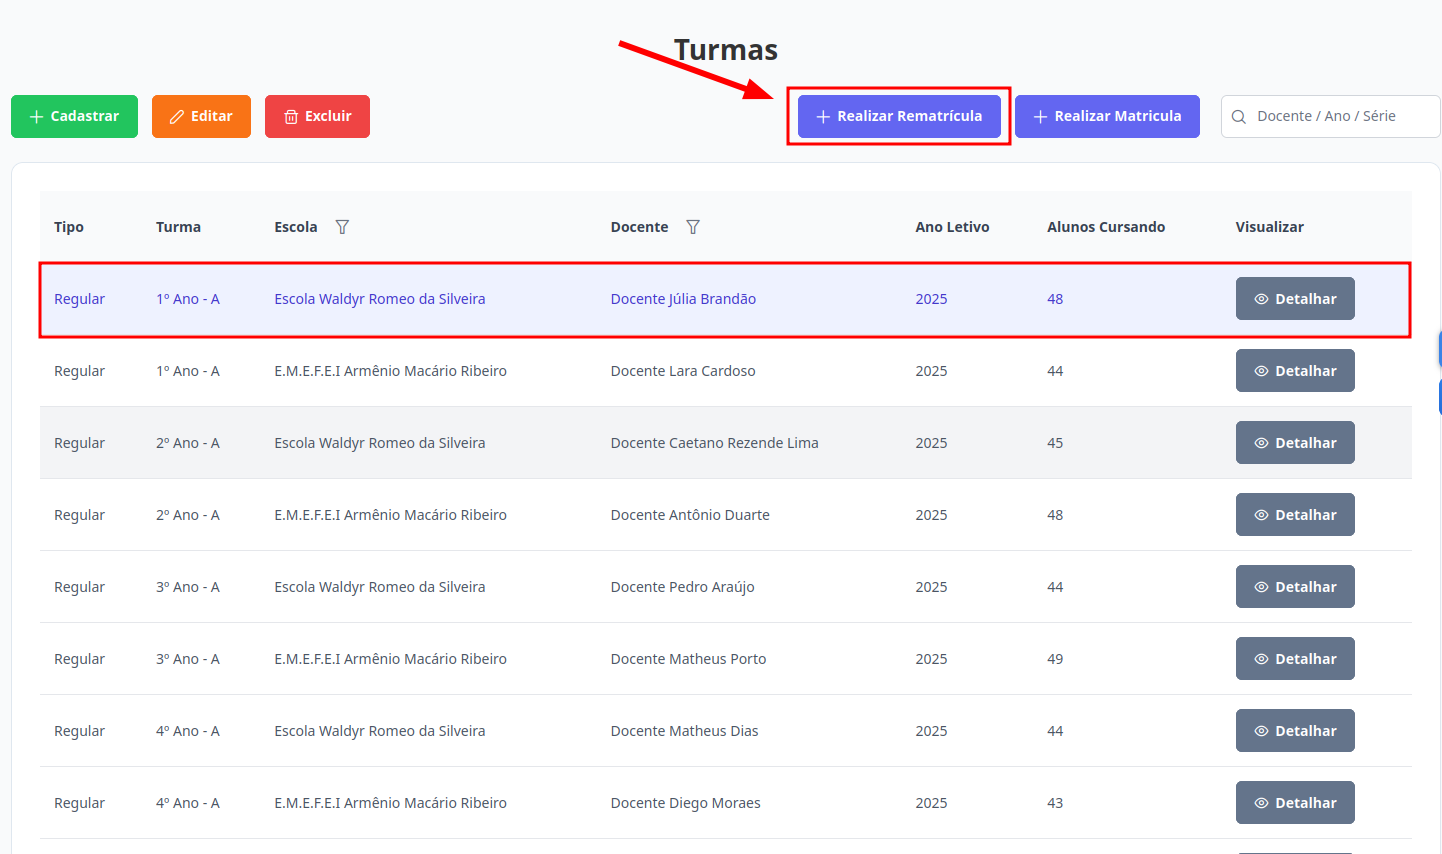 Turmas
Cadastrar Editar Excluir Realizar Rematrícula Realizar Matricula Docente / Ano / Série
Tipo Turma Escola Docente Ano Letivo Alunos Cursando Visualizar
Regular 1º Ano - A Escola Waldyr Romeo da Silveira Docente Júlia Brandão 2025 48 Detalhar
Regular 1º Ano - A E.M.E.F.E.I Armênio Macário Ribeiro Docente Lara Cardoso 2025 44 Detalhar
Regular 2º Ano - A Escola Waldyr Romeo da Silveira Docente Caetano Rezende Lima 2025 45 Detalhar
Regular 2º Ano - A E.M.E.F.E.I Armênio Macário Ribeiro Docente Antônio Duarte 2025 48 Detalhar
Regular 3º Ano - A Escola Waldyr Romeo da Silveira Docente Pedro Araújo 2025 44 Detalhar
Regular 3º Ano - A E.M.E.F.E.I Armênio Macário Ribeiro Docente Matheus Porto 2025 49 Detalhar
Regular 4º Ano - A Escola Waldyr Romeo da Silveira Docente Matheus Dias 2025 44 Detalhar
Regular 4º Ano - A E.M.E.F.E.I Armênio Macário Ribeiro Docente Diego Moraes 2025 43 Detalhar